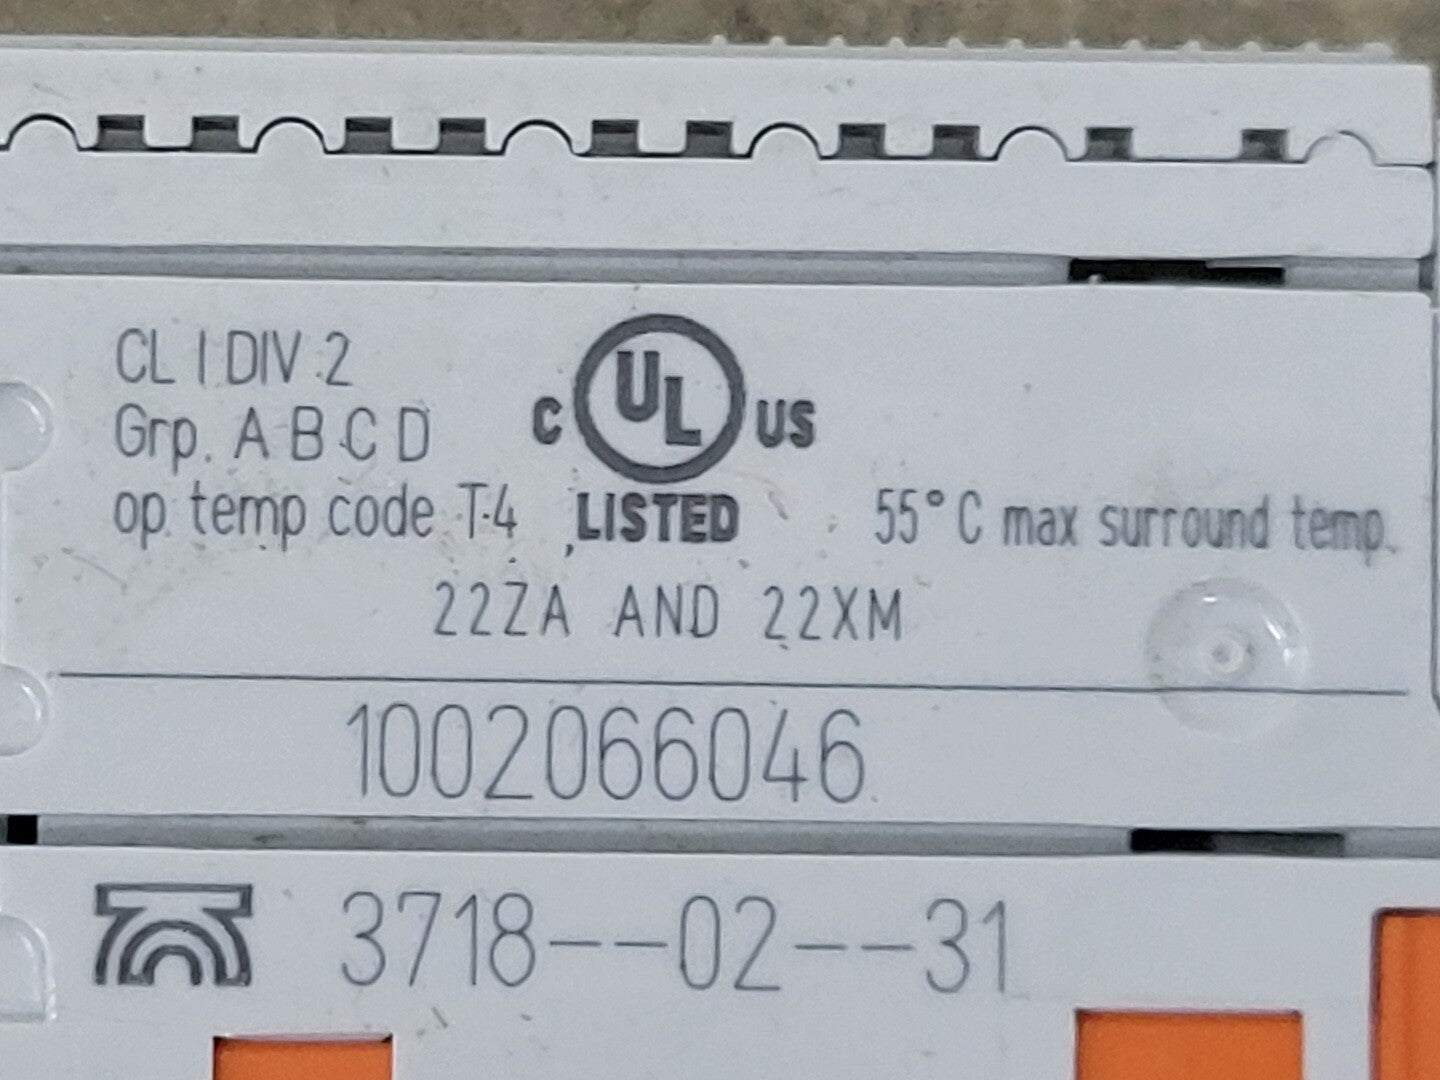 CL I DIV 2
Grp. A B C D
op temp code T4
C UL US
LISTED
55°C max surround temp.
22ZA AND 22XM
1002066046
3718--02--31